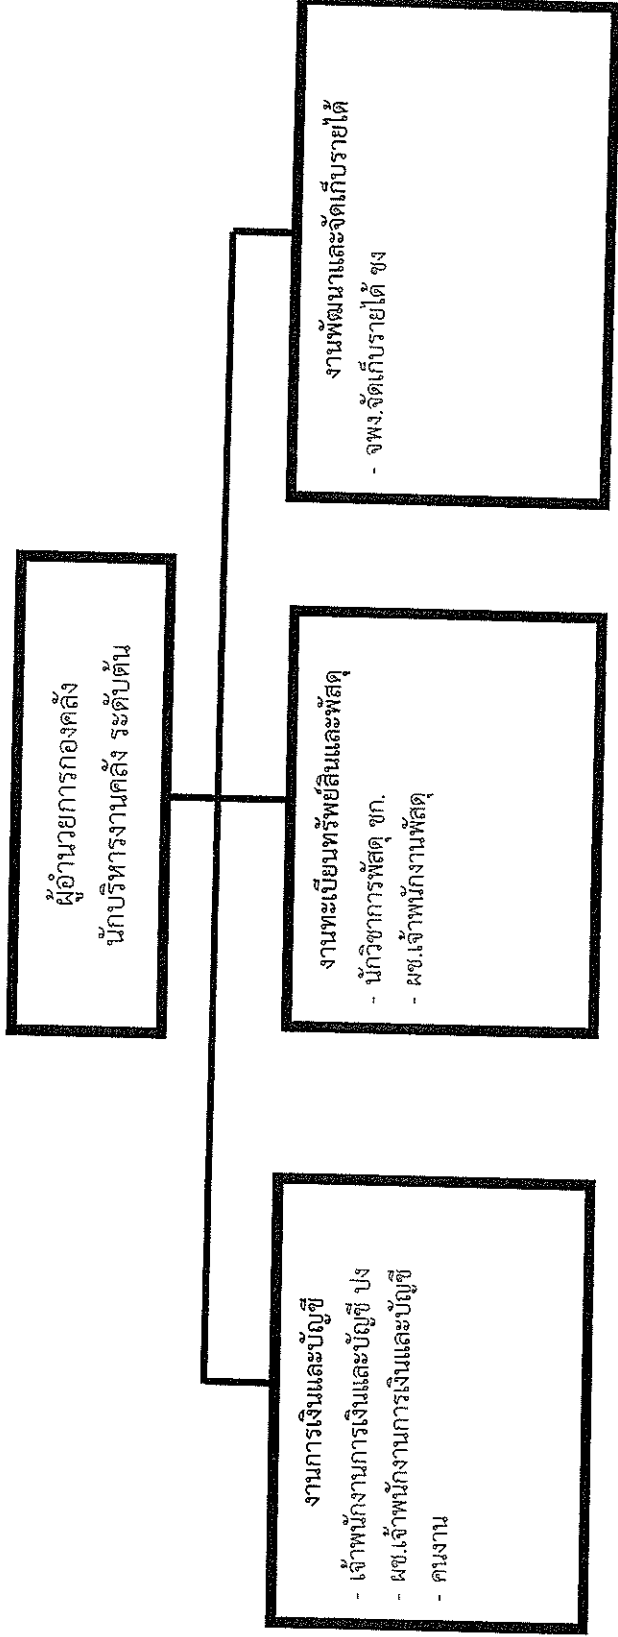 ผู้อำนวยการกองคลัง
นักบริหารงานคลัง ระดับต้น
งานการเงินและบัญชี
- เจ้าพนักงานการเงินและบัญชี ปง
- ผช.เจ้าพนักงานการเงินและบัญชี
- คนงาน
งานทะเบียนทรัพย์สินและพัสดุ
- นักวิชาการพัสดุ ชก.
- ผช.เจ้าพนักงานพัสดุ
งานพัฒนาและจัดเก็บรายได้
- จพง.จัดเก็บรายได้ ชง